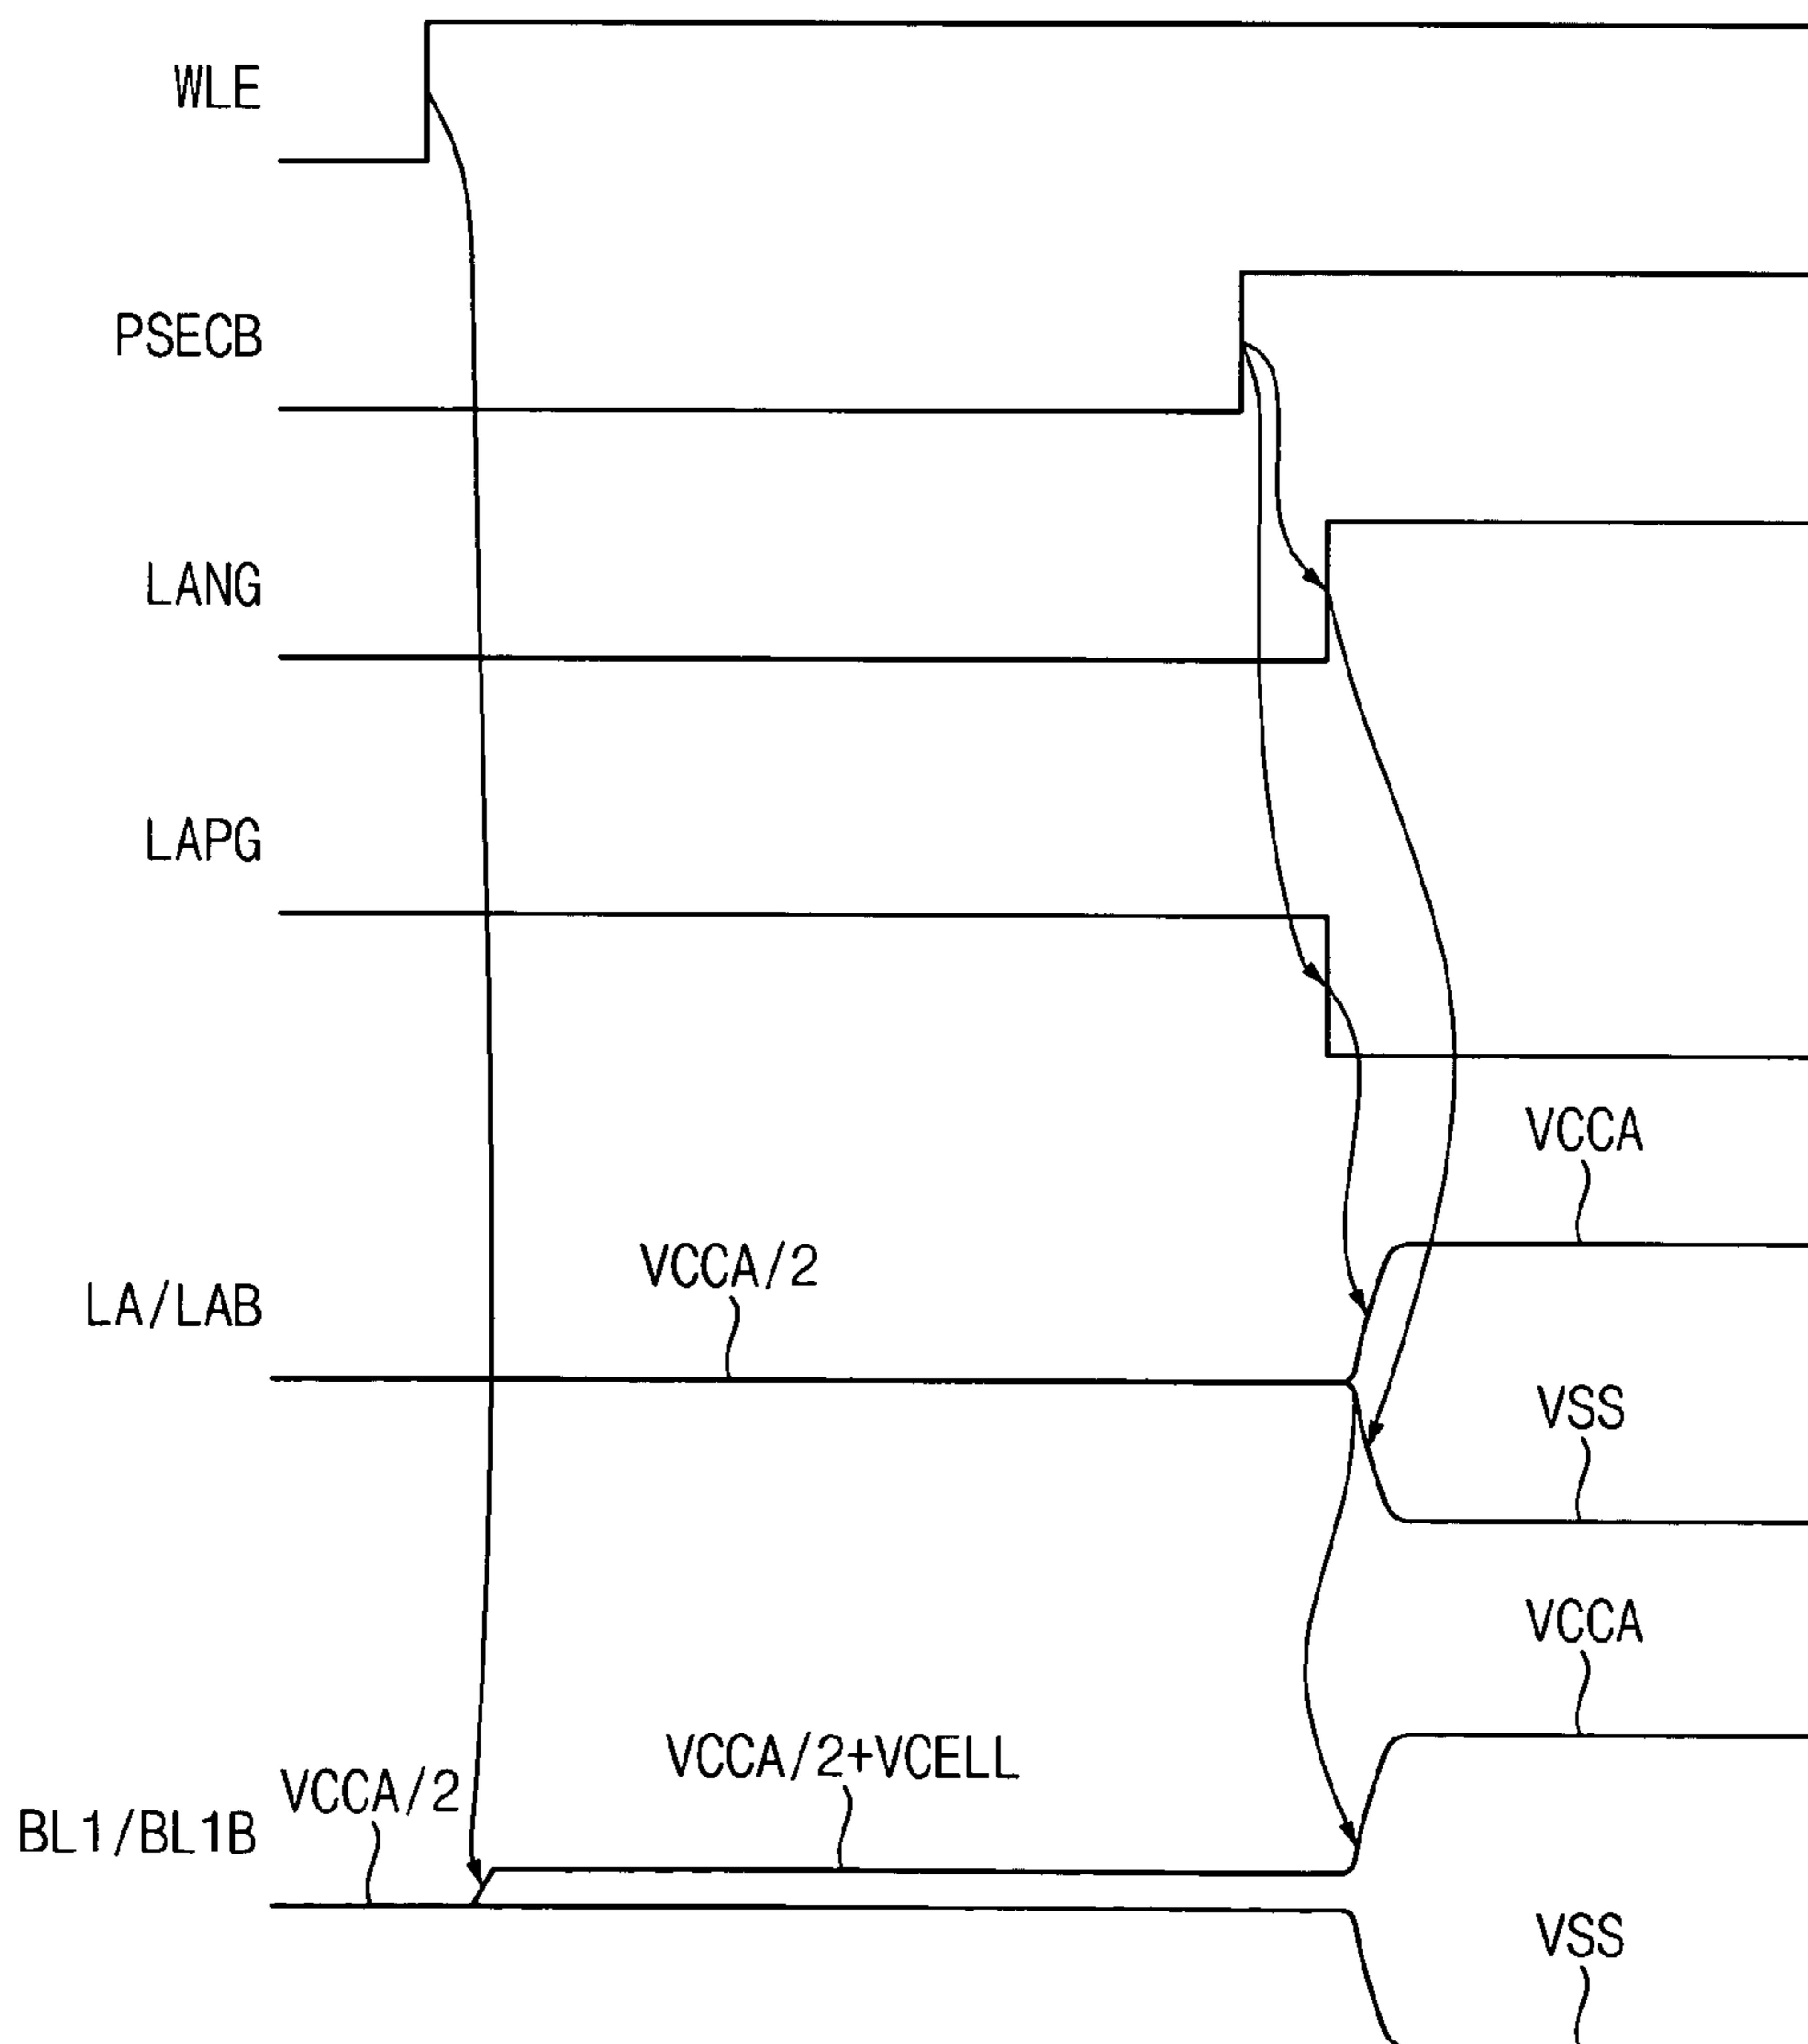 WLE
PSECB
LANG
LAPG
VCCA
VCCA/2
LA/LAB
VSS
VCCA
VCCA/2+VCELL
VCCA/2
BL1/BL1B
VSS